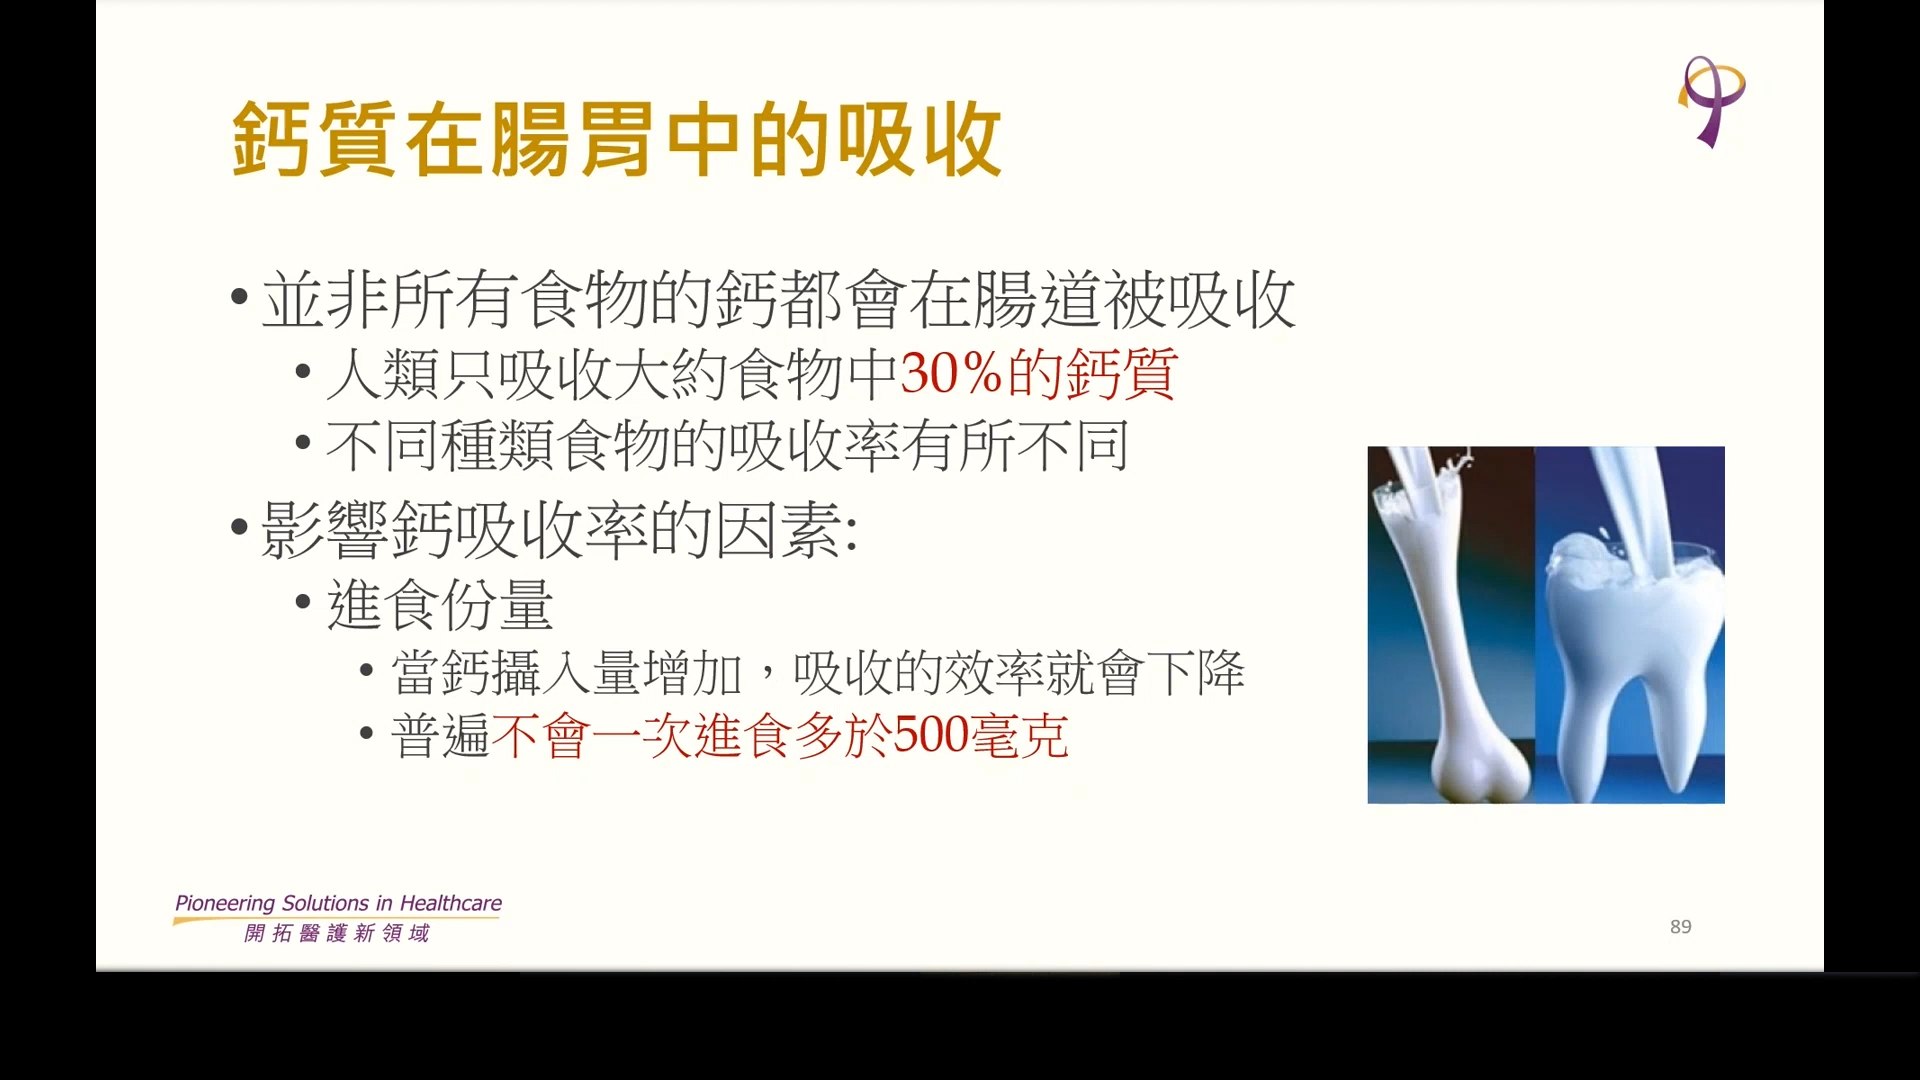 鈣質在腸胃中的吸收
•並非所有食物的鈣都會在腸道被吸收
•人類只吸收大約食物中30%的鈣質
•不同種類食物的吸收率有所不同
•影響鈣吸收率的因素:
•進食份量
•當鈣攝入量增加，吸收的效率就會下降
•普遍不會一次進食多於500毫克
Pioneering Solutions in Healthcare
開拓醫護新領域
89